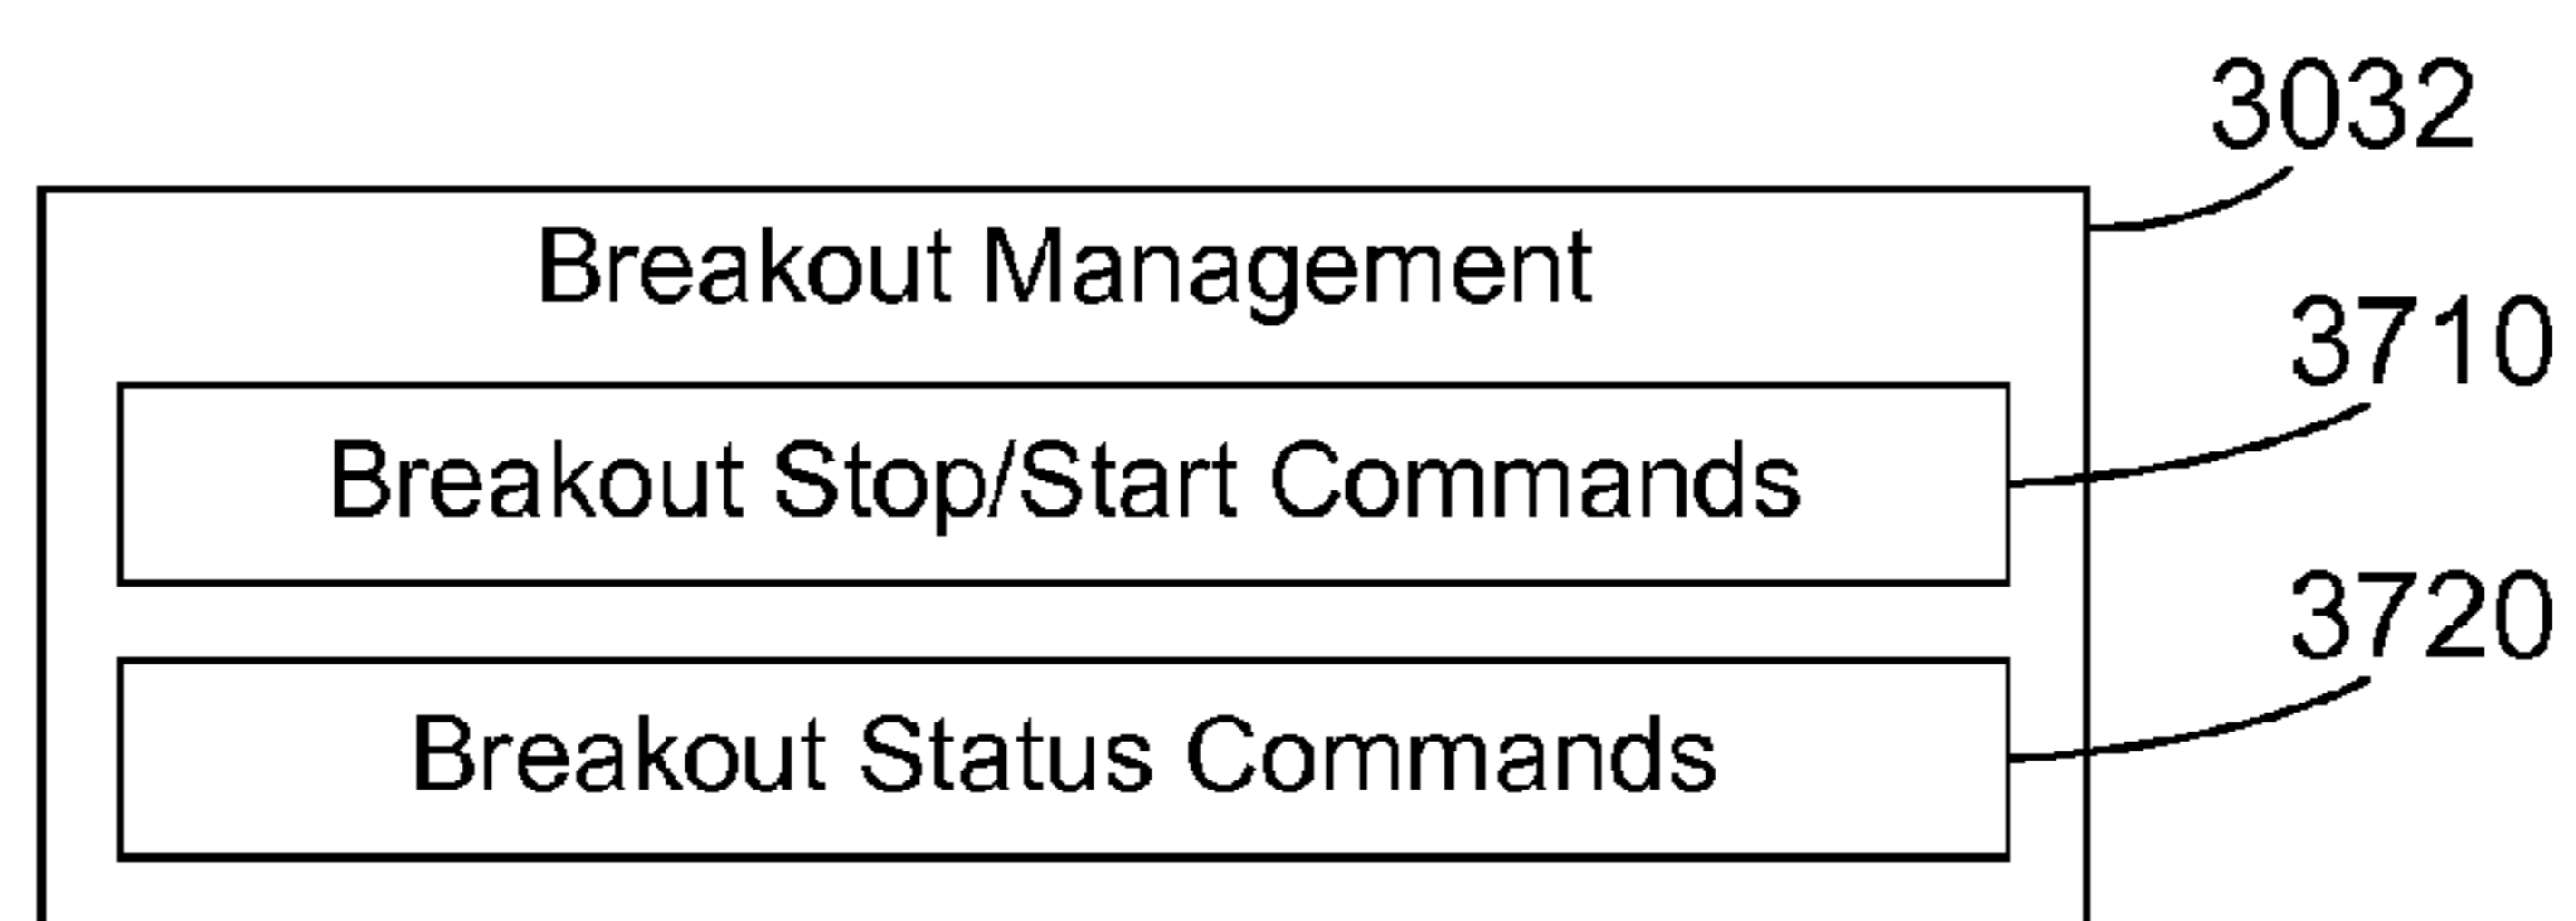 3032
Breakout Management
3710
Breakout Stop/Start Commands
3720
Breakout Status Commands